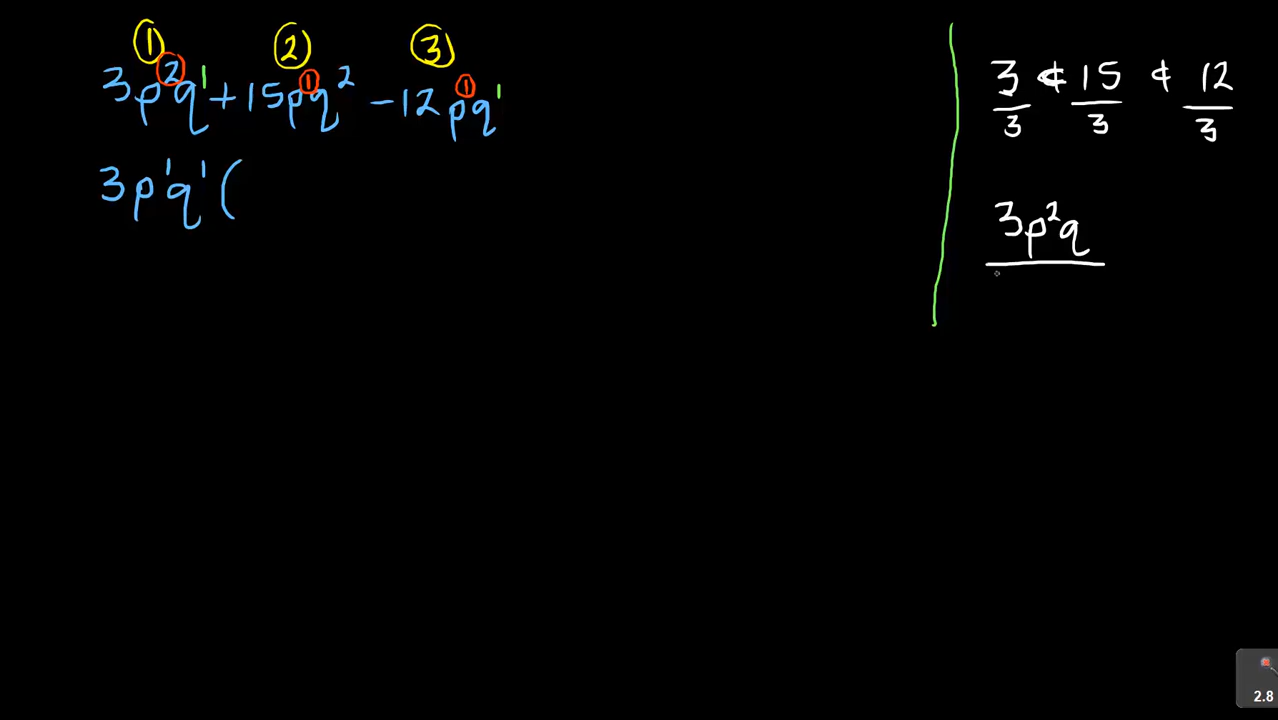 ① ② ③
3p²q¹ + 15p¹q² − 12p¹q¹
3p¹q¹ (
3 & 15 & 12
3 3 3
3p²q
2.8